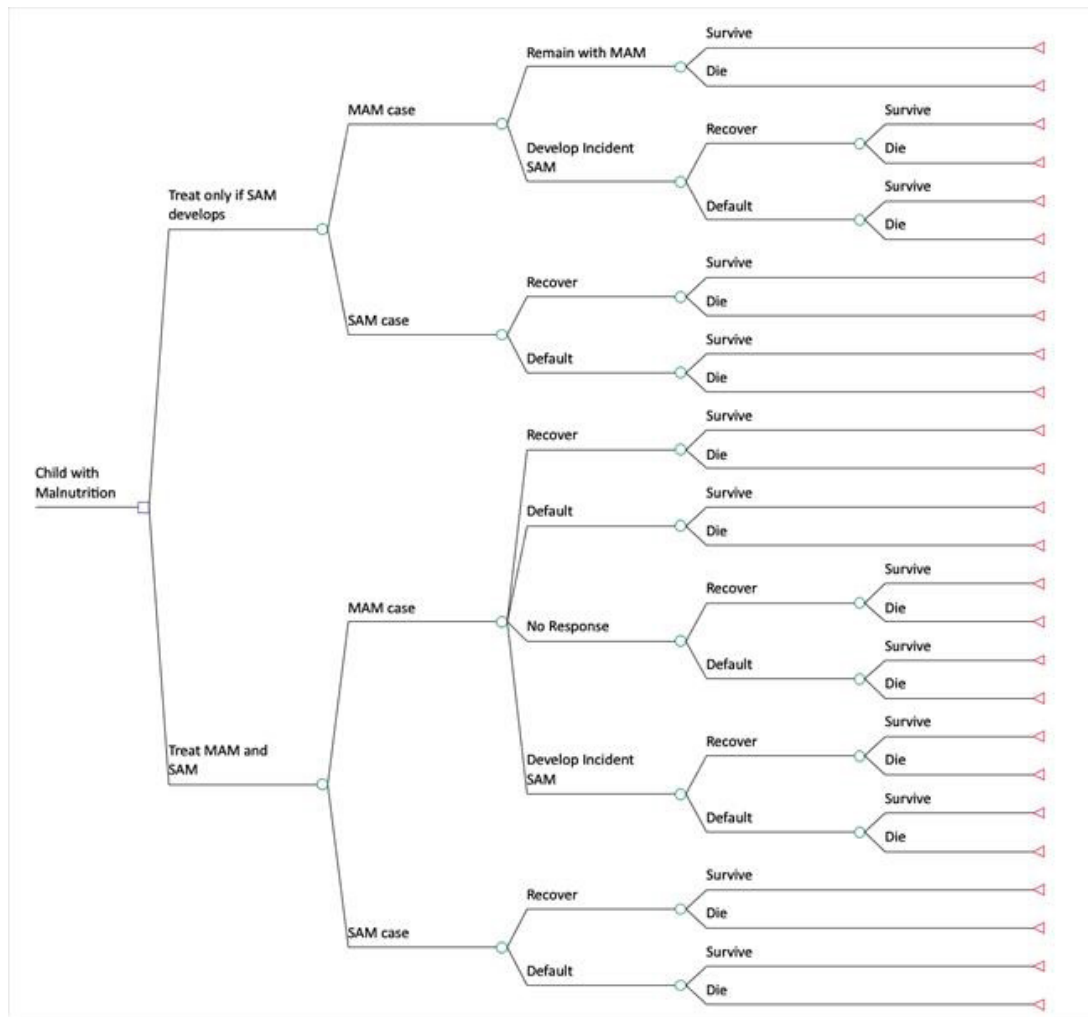 Survive
Remain with MAM
Die
MAM case
Survive
Recover
Die
Develop Incident
SAM
Survive
Default
Die
Treat only if SAM
develops
Survive
Recover
Die
SAM case
Survive
Default
Die
Child with
Malnutrition
Survive
Recover
Die
Survive
Default
Die
MAM case
Survive
Recover
Die
No Response
Survive
Default
Die
Treat MAM and
SAM
Survive
Recover
Die
Develop Incident
SAM
Survive
Default
Die
Survive
Recover
Die
SAM case
Survive
Default
Die